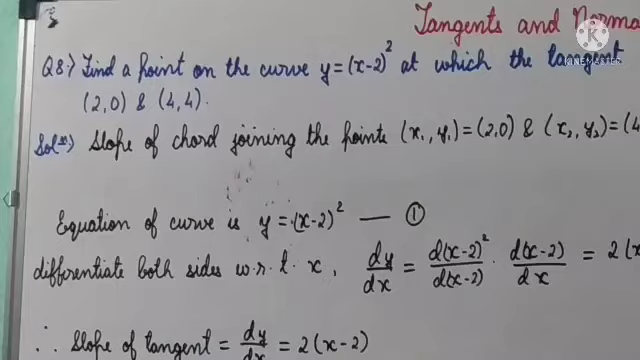 Tangents and Norma
KINEMASTER
Q8:> Find a point on the curve y = (x-2)² at which the tangent
(2,0) & (4,4).
Solⁿ:> Slope of chord joining the points (x₁, y₁) = (2,0) & (x₂, y₂) = (4
Equation of curve is y = (x-2)² — ①
differentiate both sides w.r.t. x, dy/dx = d(x-2)²/d(x-2) · d(x-2)/dx = 2(x
∴ Slope of tangent = dy/dx = 2(x-2)